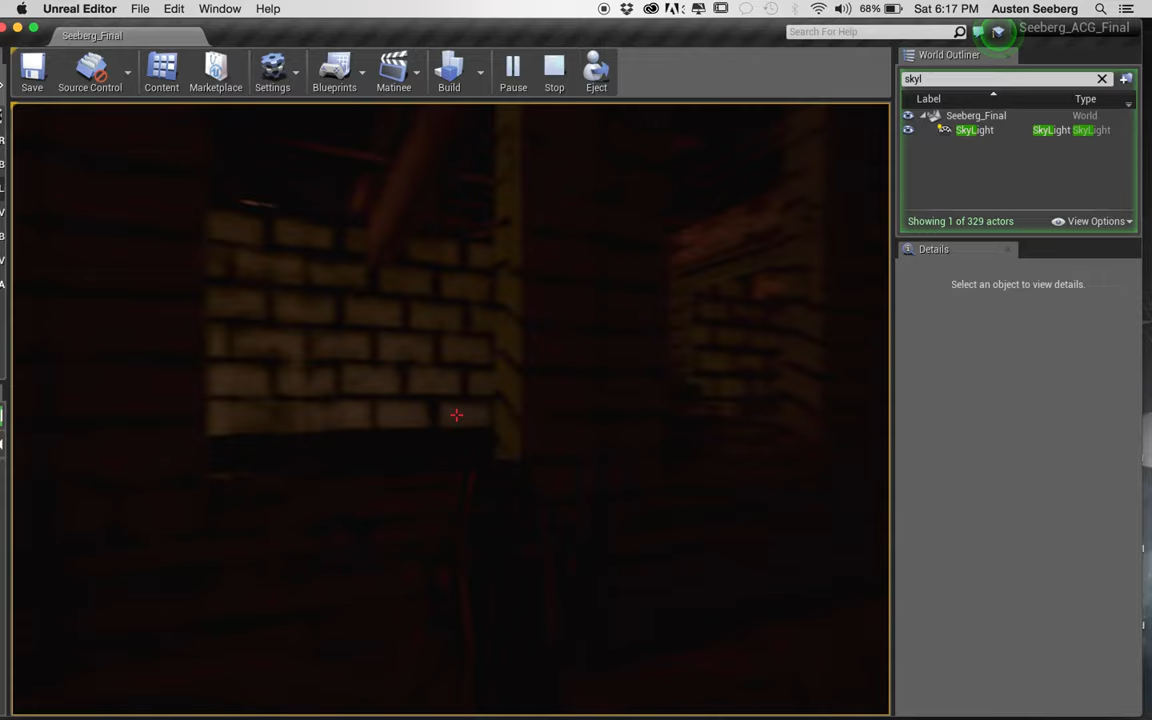 Unreal Editor File Edit Window Help 68% Sat 6:17 PM Austen Seeberg
Seeberg_Final Search For Help Seeberg_ACG_Final
Save Source Control Content Marketplace Settings Blueprints Matinee Build Pause Stop Eject
World Outliner
skyl
Label Type
Seeberg_Final World
SkyLight SkyLight SkyLight
Showing 1 of 329 actors View Options
Details
Select an object to view details.